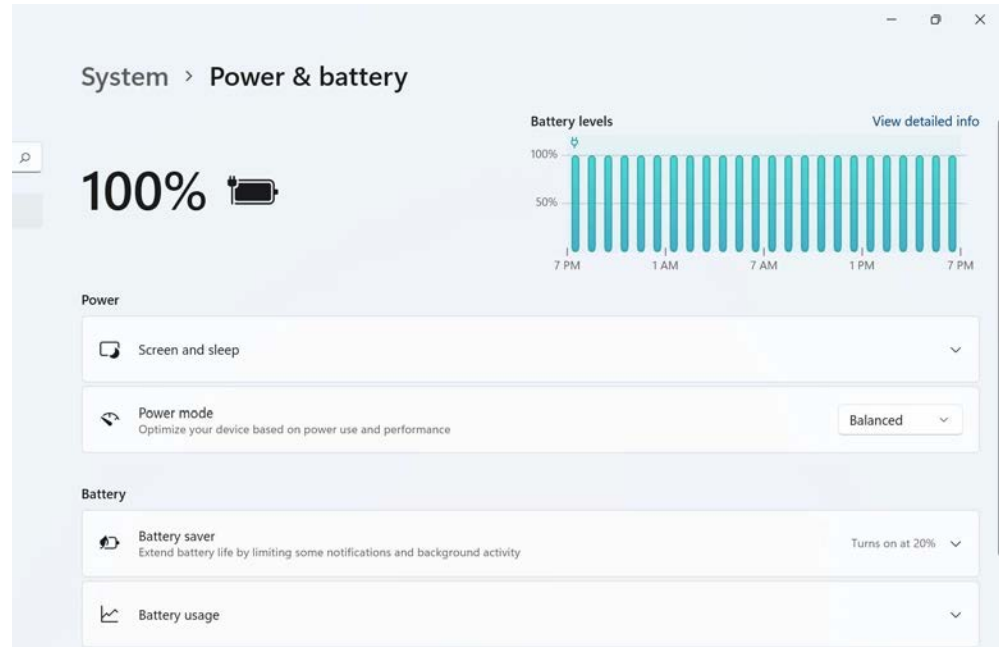 System > Power & battery
Battery levels
View detailed info
100%
100%
50%
7 PM
1 AM
7 AM
1 PM
7 PM
Power
Screen and sleep
Power mode
Optimize your device based on power use and performance
Balanced
Battery
Battery saver
Extend battery life by limiting some notifications and background activity
Turns on at 20%
Battery usage